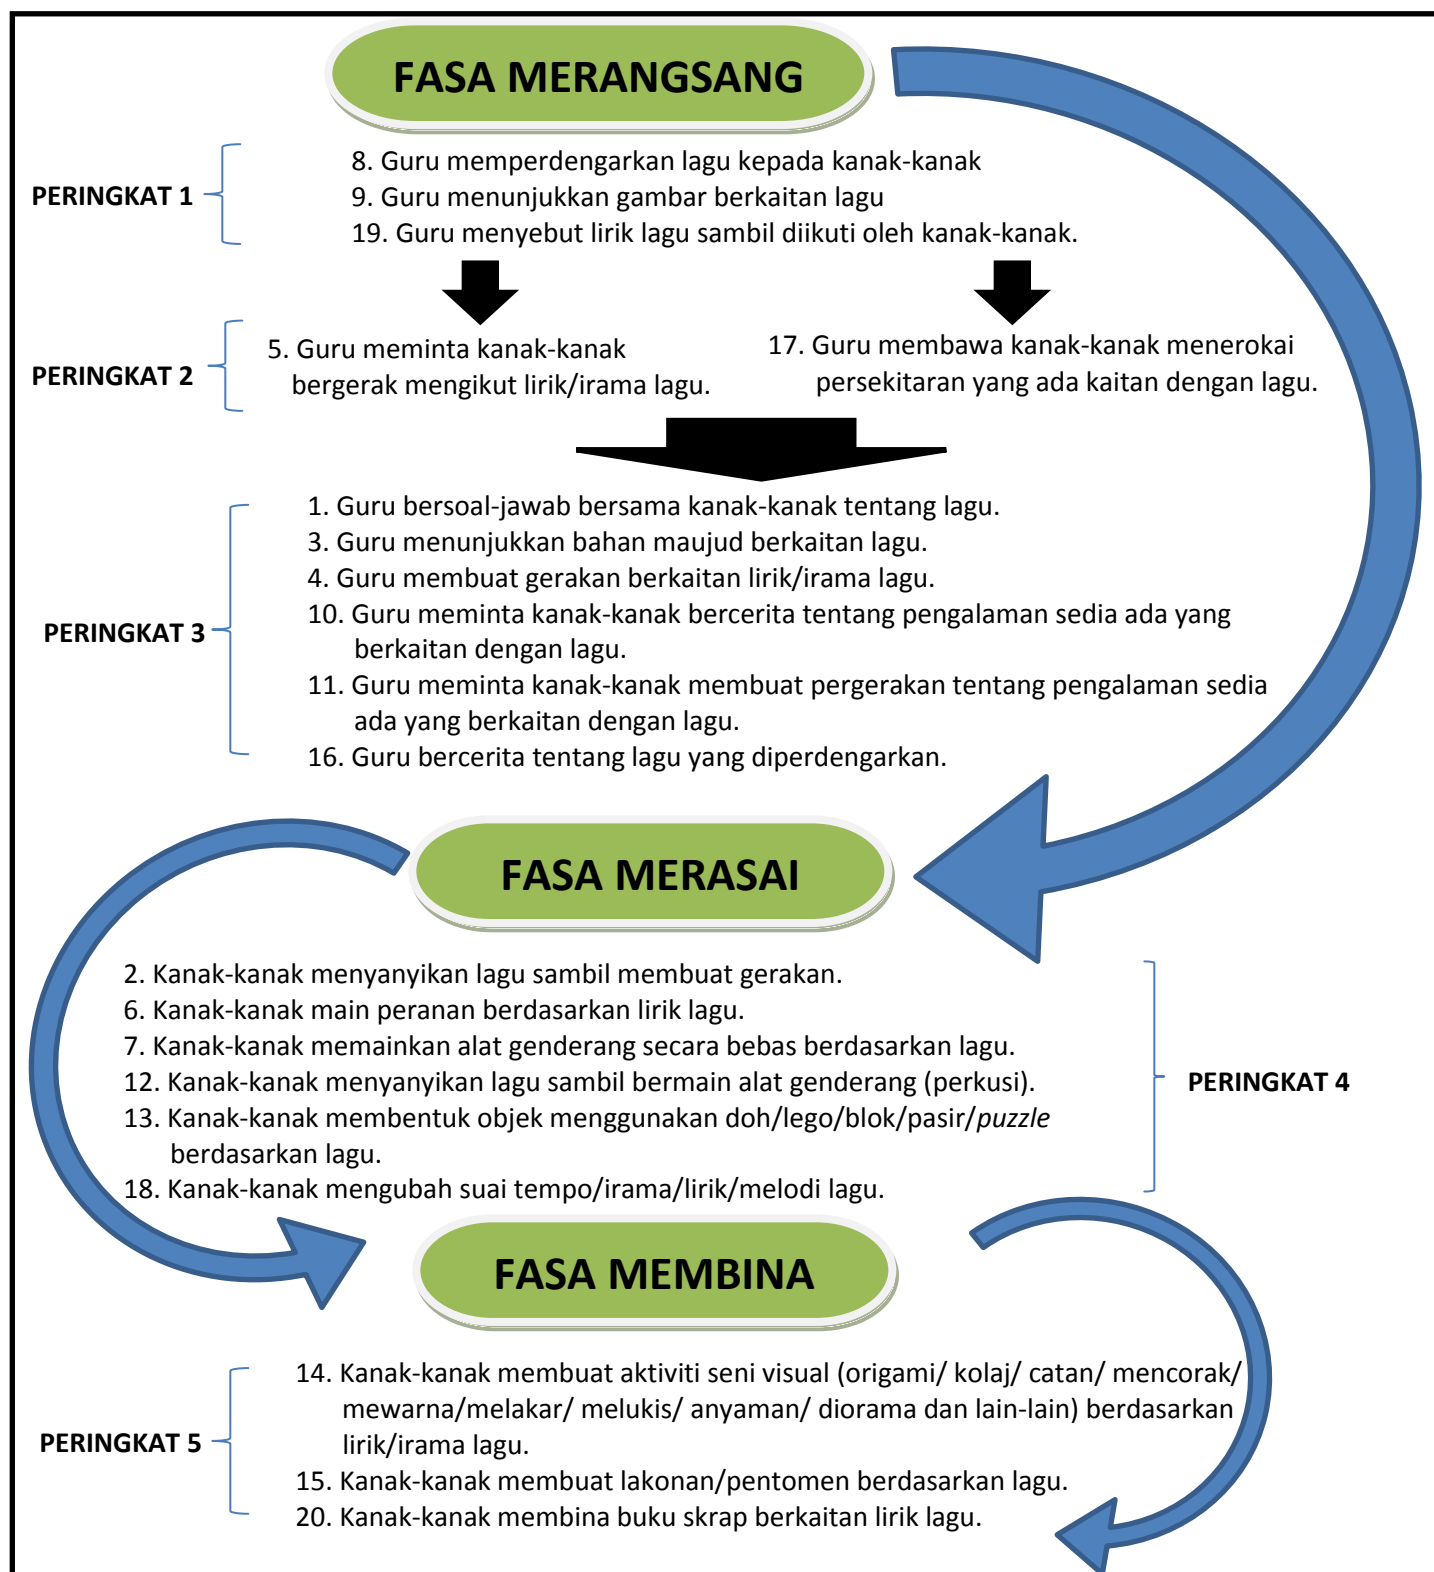 FASA MERANGSANG
PERINGKAT 1
8. Guru memperdengarkan lagu kepada kanak-kanak
9. Guru menunjukkan gambar berkaitan lagu
19. Guru menyebut lirik lagu sambil diikuti oleh kanak-kanak.
PERINGKAT 2
5. Guru meminta kanak-kanak
bergerak mengikut lirik/irama lagu.
17. Guru membawa kanak-kanak menerokai
persekitaran yang ada kaitan dengan lagu.
PERINGKAT 3
1. Guru bersoal-jawab bersama kanak-kanak tentang lagu.
3. Guru menunjukkan bahan maujud berkaitan lagu.
4. Guru membuat gerakan berkaitan lirik/irama lagu.
10. Guru meminta kanak-kanak bercerita tentang pengalaman sedia ada yang
berkaitan dengan lagu.
11. Guru meminta kanak-kanak membuat pergerakan tentang pengalaman sedia
ada yang berkaitan dengan lagu.
16. Guru bercerita tentang lagu yang diperdengarkan.
FASA MERASAI
2. Kanak-kanak menyanyikan lagu sambil membuat gerakan.
6. Kanak-kanak main peranan berdasarkan lirik lagu.
7. Kanak-kanak memainkan alat genderang secara bebas berdasarkan lagu.
12. Kanak-kanak menyanyikan lagu sambil bermain alat genderang (perkusi).
13. Kanak-kanak membentuk objek menggunakan doh/lego/blok/pasir/puzzle
berdasarkan lagu.
18. Kanak-kanak mengubah suai tempo/irama/lirik/melodi lagu.
PERINGKAT 4
FASA MEMBINA
PERINGKAT 5
14. Kanak-kanak membuat aktiviti seni visual (origami/ kolaj/ catan/ mencorak/
mewarna/melakar/ melukis/ anyaman/ diorama dan lain-lain) berdasarkan
lirik/irama lagu.
15. Kanak-kanak membuat lakonan/pentomen berdasarkan lagu.
20. Kanak-kanak membina buku skrap berkaitan lirik lagu.